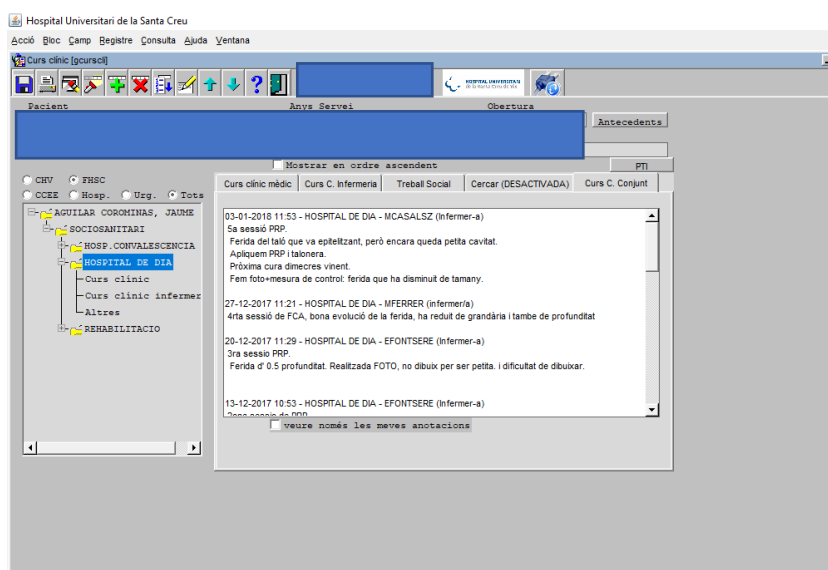 Hospital Universitari de la Santa Creu
Acció Bloc Camp Registre Consulta Ajuda Ventana
Curs clínic [gcurscli]
HOSPITAL UNIVERSITARI
de la Santa Creu de Vic
Pacient Anys Servei Obertura
Antecedents
Mostrar en ordre ascendent
PTI
CHV FHSC
CCEE Hosp. Urg. Tots
Curs clínic mèdic Curs C. Infermeria Treball Social Cercar (DESACTIVADA) Curs C. Conjunt
AGUILAR COROMINAS, JAUME
SOCIOSANITARI
HOSP.CONVALESCENCIA
HOSPITAL DE DIA
Curs clínic
Curs clínic infermer
Altres
REHABILITACIO
03-01-2018 11:53 - HOSPITAL DE DIA - MCASALSZ (Infermer-a)
5a sessió PRP.
Ferida del taló que va epitelitzant, però encara queda petita cavitat.
Apliquem PRP i talonera.
Pròxima cura dimecres vinent.
Fem foto+mesura de control: ferida que ha disminuit de tamany.
27-12-2017 11:21 - HOSPITAL DE DIA - MFERRER (infermer/a)
4rta sessió de FCA, bona evolució de la ferida, ha reduit de grandària i tambe de profunditat
20-12-2017 11:29 - HOSPITAL DE DIA - EFONTSERE (Infermer-a)
3ra sessio PRP.
Ferida d' 0.5 profunditat. Realitzada FOTO, no dibuix per ser petita. i dificultat de dibuixar.
13-12-2017 10:53 - HOSPITAL DE DIA - EFONTSERE (Infermer-a)
veure només les meves anotacions